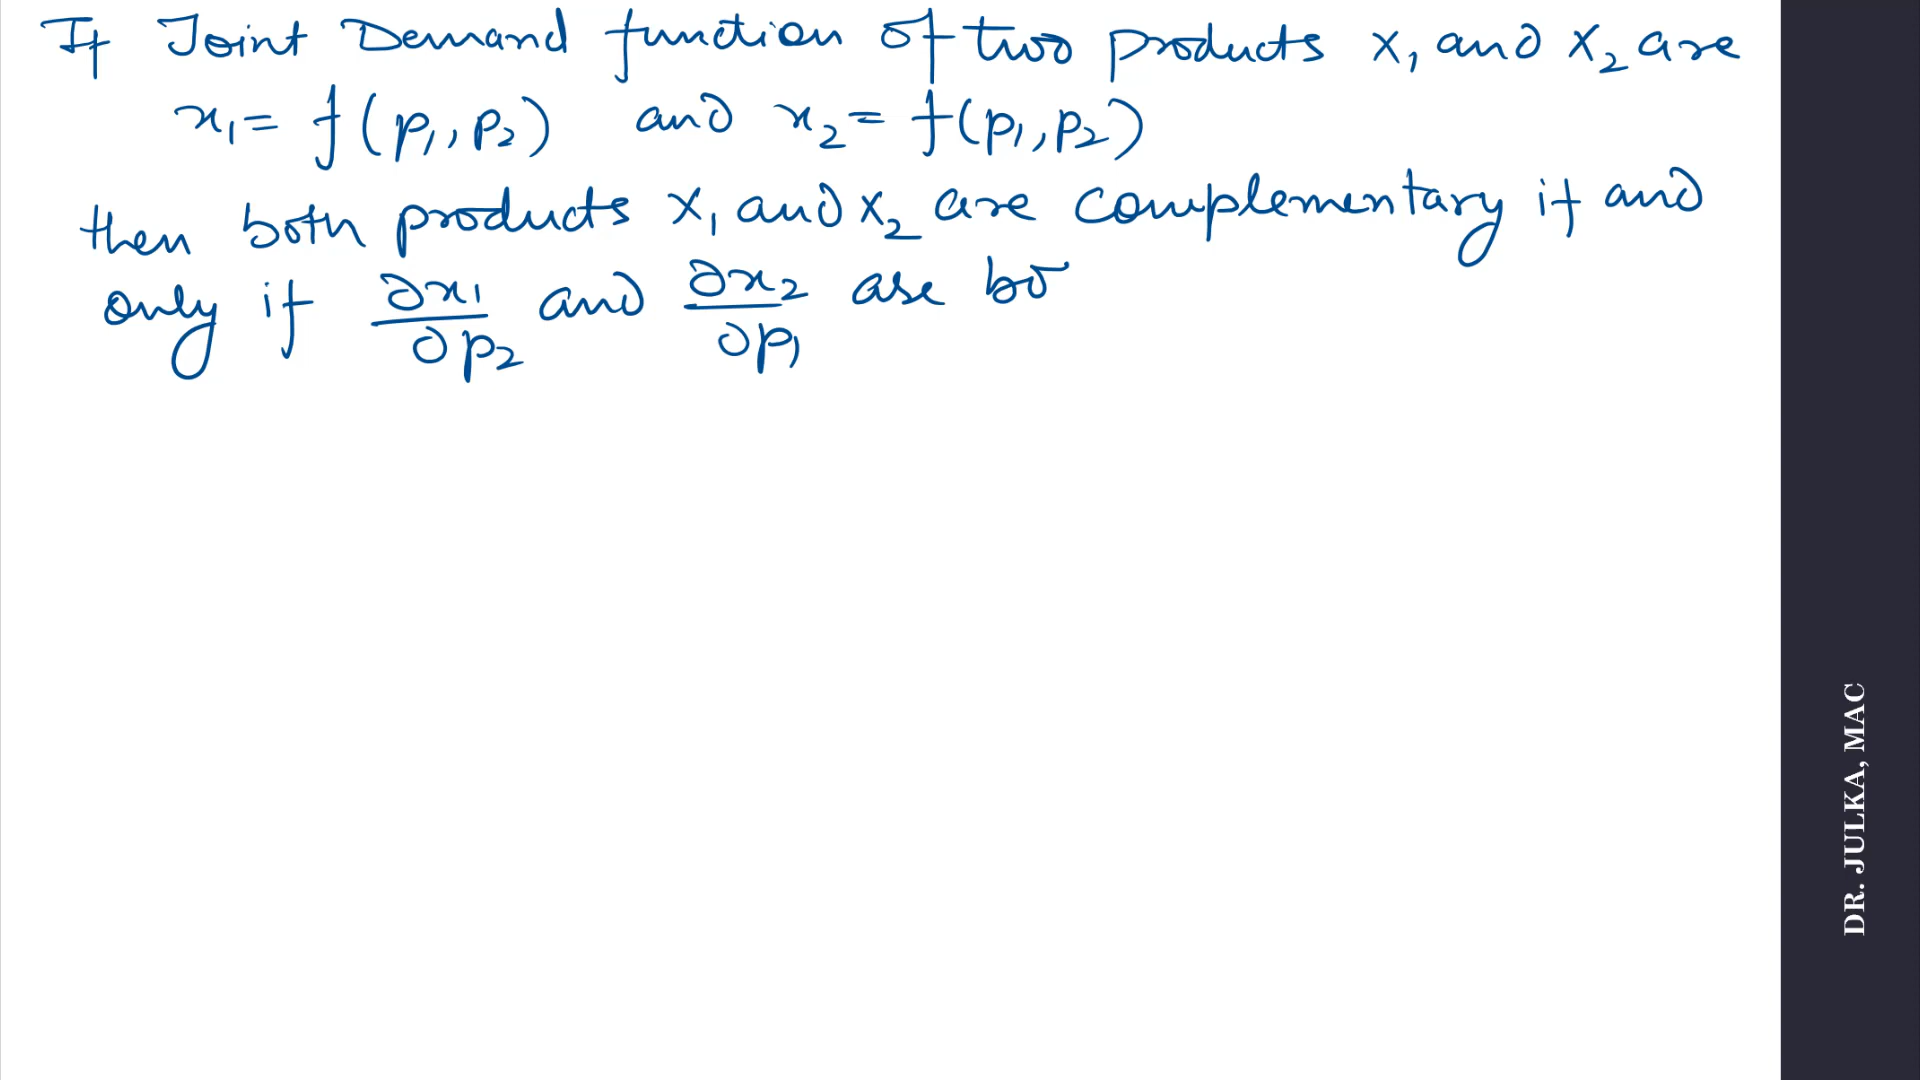 If Joint Demand function of two products X₁ and X₂ are
x₁ = f(p₁, p₂) and x₂ = f(p₁, p₂)
then both products X₁ and X₂ are complementary if and
only if ∂x₁/∂p₂ and ∂x₂/∂p₁ are bo
DR. JULKA, MAC